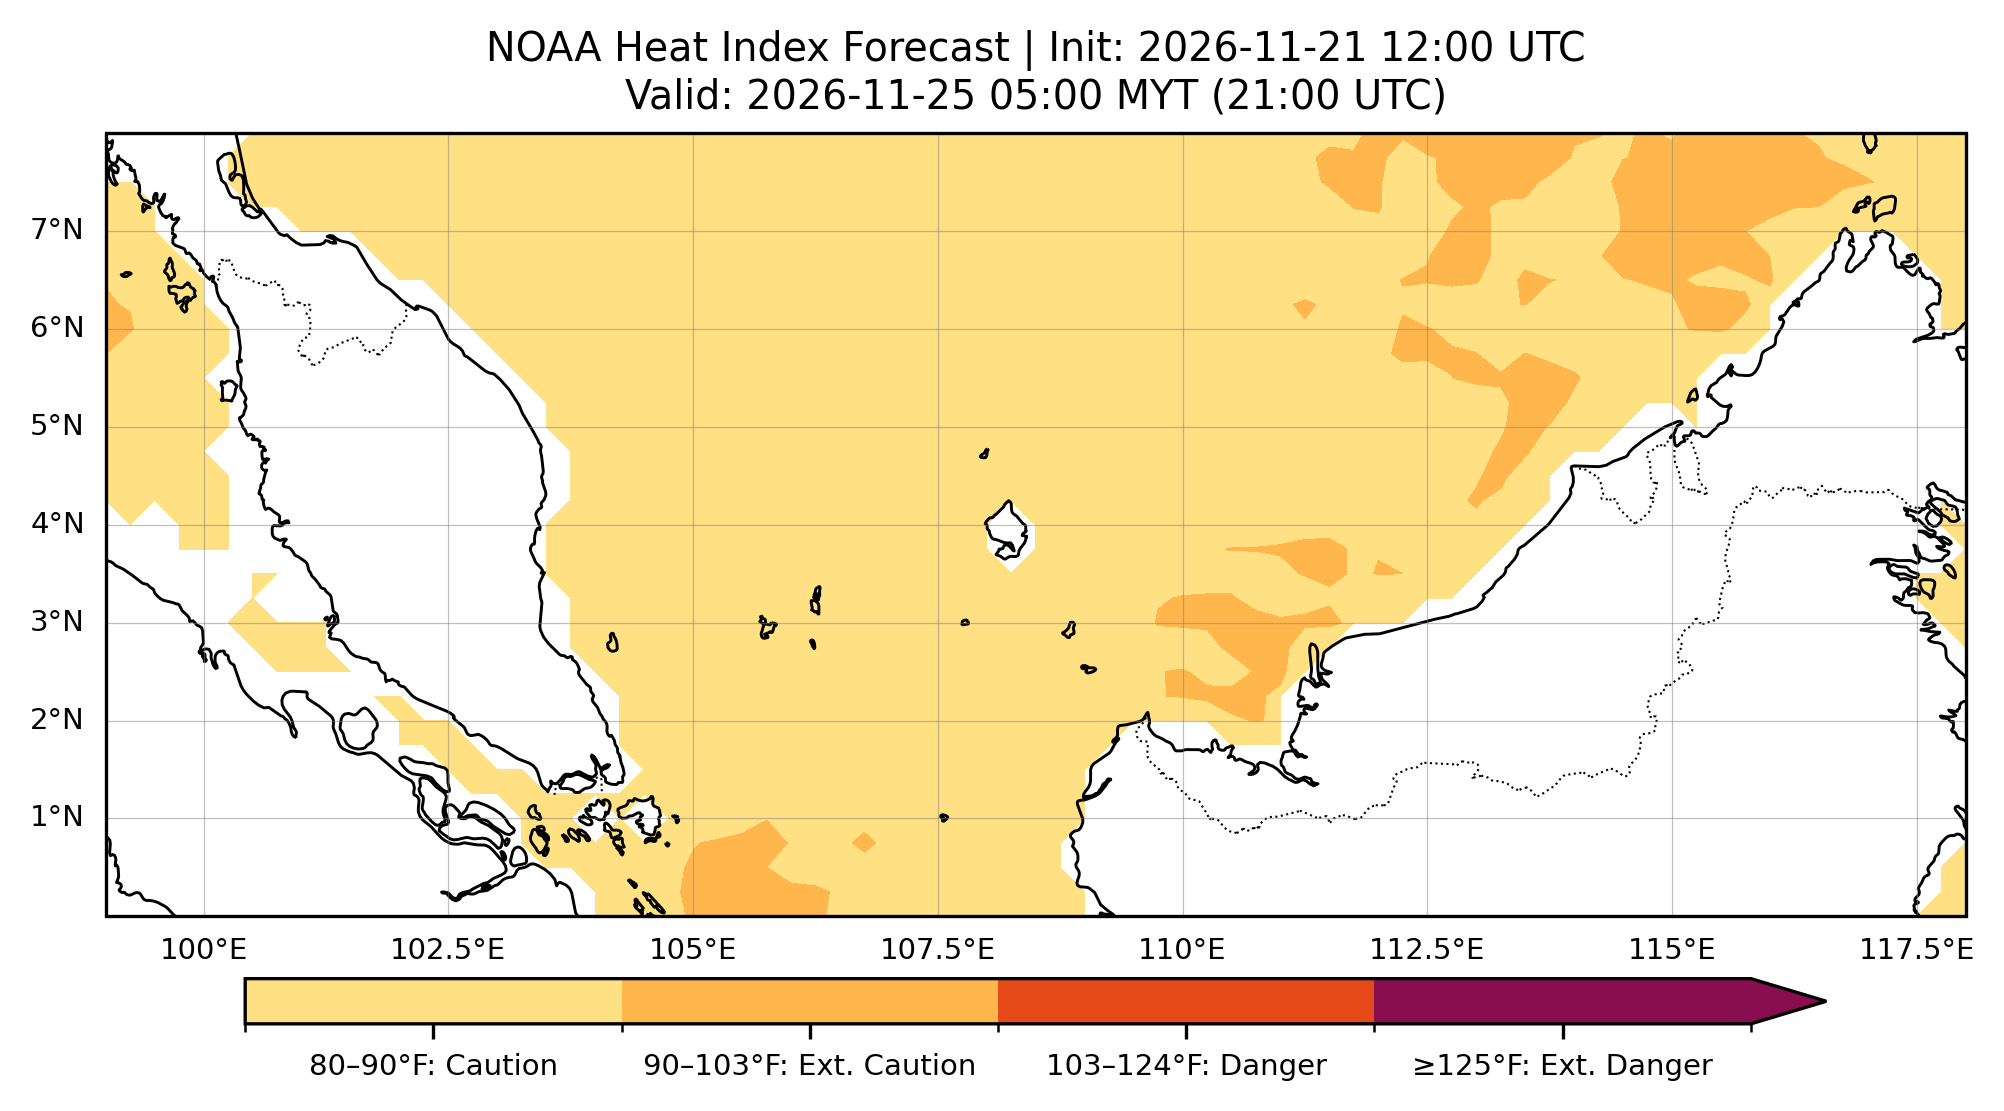 NOAA Heat Index Forecast | Init: 2026-11-21 12:00 UTC
Valid: 2026-11-25 05:00 MYT (21:00 UTC)
7°N
6°N
5°N
4°N
3°N
2°N
1°N
100°E 102.5°E 105°E 107.5°E 110°E 112.5°E 115°E 117.5°E
80–90°F: Caution 90–103°F: Ext. Caution 103–124°F: Danger ≥125°F: Ext. Danger